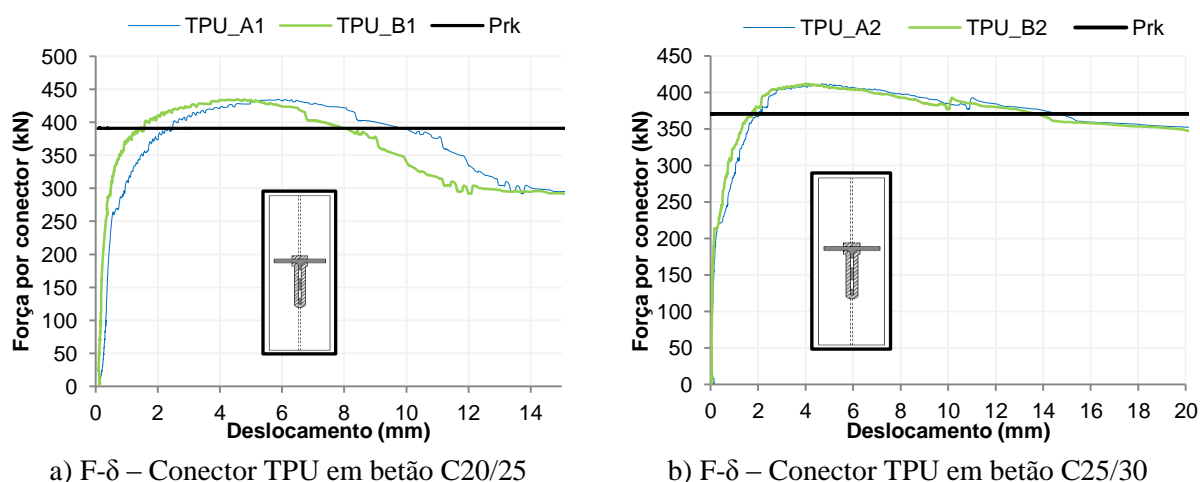 TPU_A1 TPU_B1 Prk
Força por conector (kN)
500
450
400
350
300
250
200
150
100
50
0
0 2 4 6 8 10 12 14
Deslocamento (mm)
a) F-δ – Conector TPU em betão C20/25
TPU_A2 TPU_B2 Prk
Força por conector (kN)
450
400
350
300
250
200
150
100
50
0
0 2 4 6 8 10 12 14 16 18 20
Deslocamento (mm)
b) F-δ – Conector TPU em betão C25/30